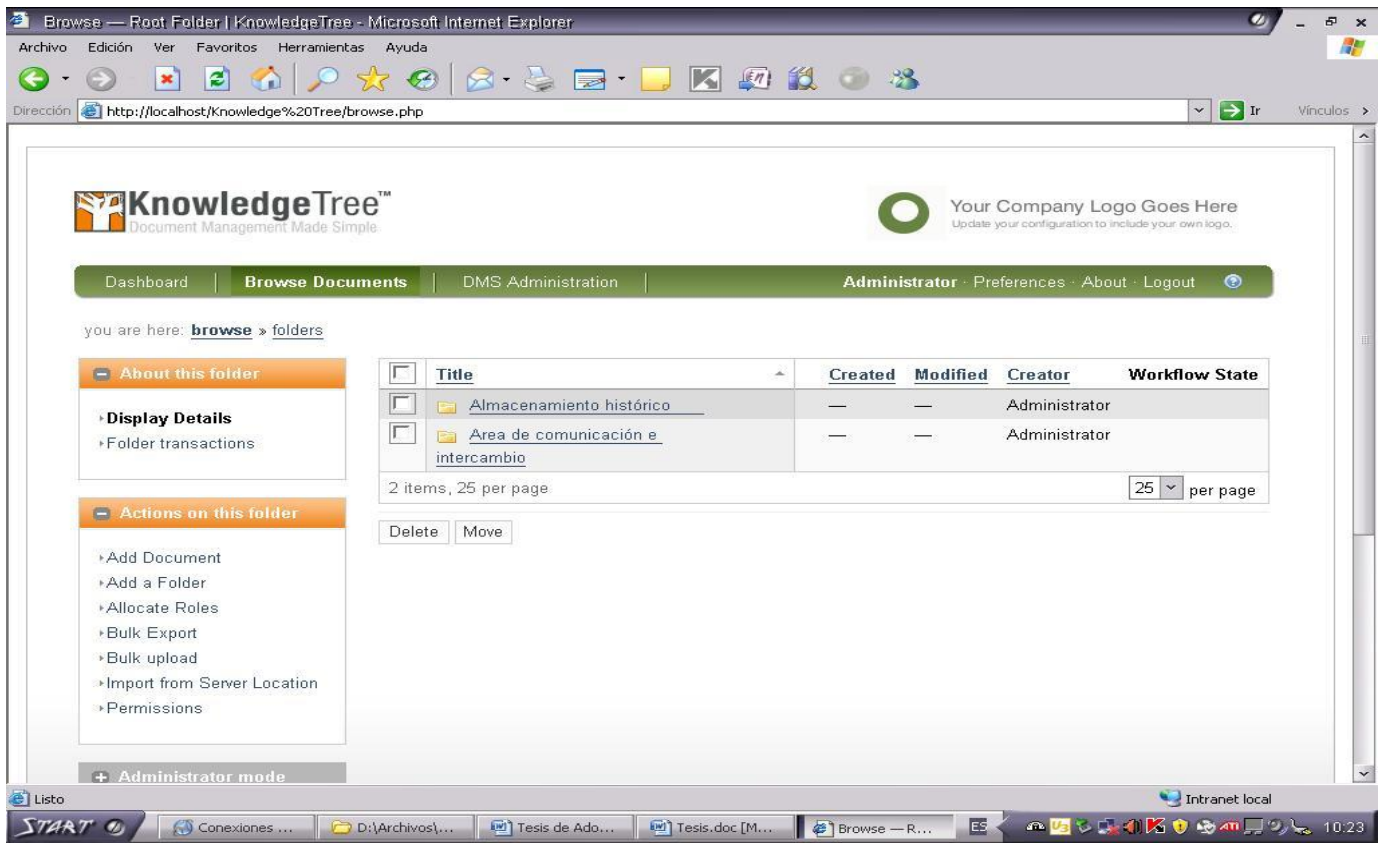 Browse — Root Folder | KnowledgeTree - Microsoft Internet Explorer
Archivo Edición Ver Favoritos Herramientas Ayuda
Dirección http://localhost/Knowledge%20Tree/browse.php Ir Vínculos
KnowledgeTree™
Document Management Made Simple
Your Company Logo Goes Here
Update your configuration to include your own logo.
Dashboard | Browse Documents | DMS Administration | Administrator · Preferences · About · Logout ?
you are here: browse » folders
About this folder
Display Details
Folder transactions
Actions on this folder
Add Document
Add a Folder
Allocate Roles
Bulk Export
Bulk upload
Import from Server Location
Permissions
Administrator mode
Title Created Modified Creator Workflow State
Almacenamiento histórico — — Administrator
Area de comunicación e — — Administrator
intercambio
2 items, 25 per page 25 per page
Delete Move
Listo Intranet local
START Conexiones ... D:\Archivos\... Tesis de Ado... Tesis.doc [M... Browse — R... ES 10:23